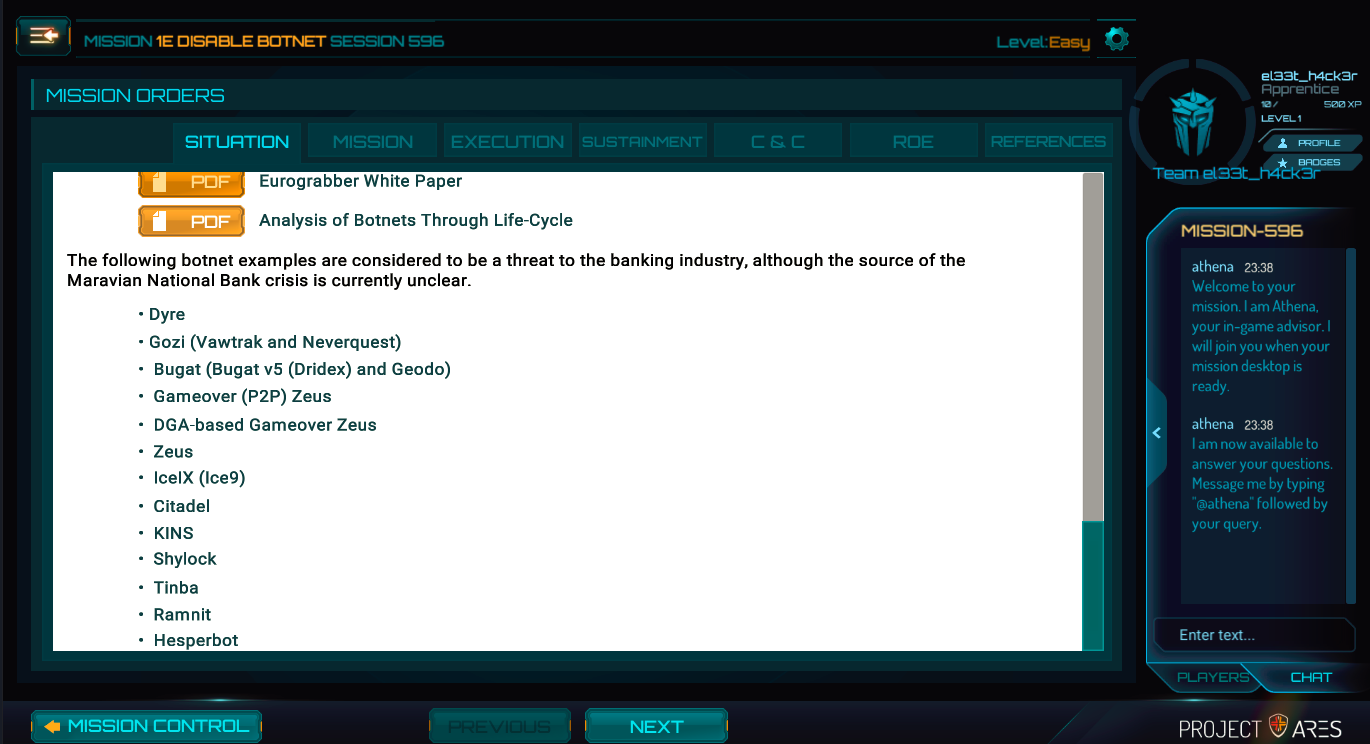 MISSION 1E DISABLE BOTNET SESSION 596
Level:Easy
MISSION ORDERS
SITUATION
MISSION
EXECUTION
SUSTAINMENT
C & C
ROE
REFERENCES
PDF Eurograbber White Paper
PDF Analysis of Botnets Through Life-Cycle
The following botnet examples are considered to be a threat to the banking industry, although the source of the
Maravian National Bank crisis is currently unclear.
• Dyre
• Gozi (Vawtrak and Neverquest)
• Bugat (Bugat v5 (Dridex) and Geodo)
• Gameover (P2P) Zeus
• DGA-based Gameover Zeus
• Zeus
• IceIX (Ice9)
• Citadel
• KINS
• Shylock
• Tinba
• Ramnit
• Hesperbot
MISSION CONTROL
PREVIOUS
NEXT
el33t_h4ck3r
Apprentice
10 / 500 XP
LEVEL 1
PROFILE
BADGES
Team el33t_h4ck3r
MISSION-596
athena 23:38
Welcome to your
mission. I am Athena,
your in-game advisor. I
will join you when your
mission desktop is
ready.
athena 23:38
I am now available to
answer your questions.
Message me by typing
"@athena" followed by
your query.
<
Enter text...
PLAYERS
CHAT
PROJECT ARES